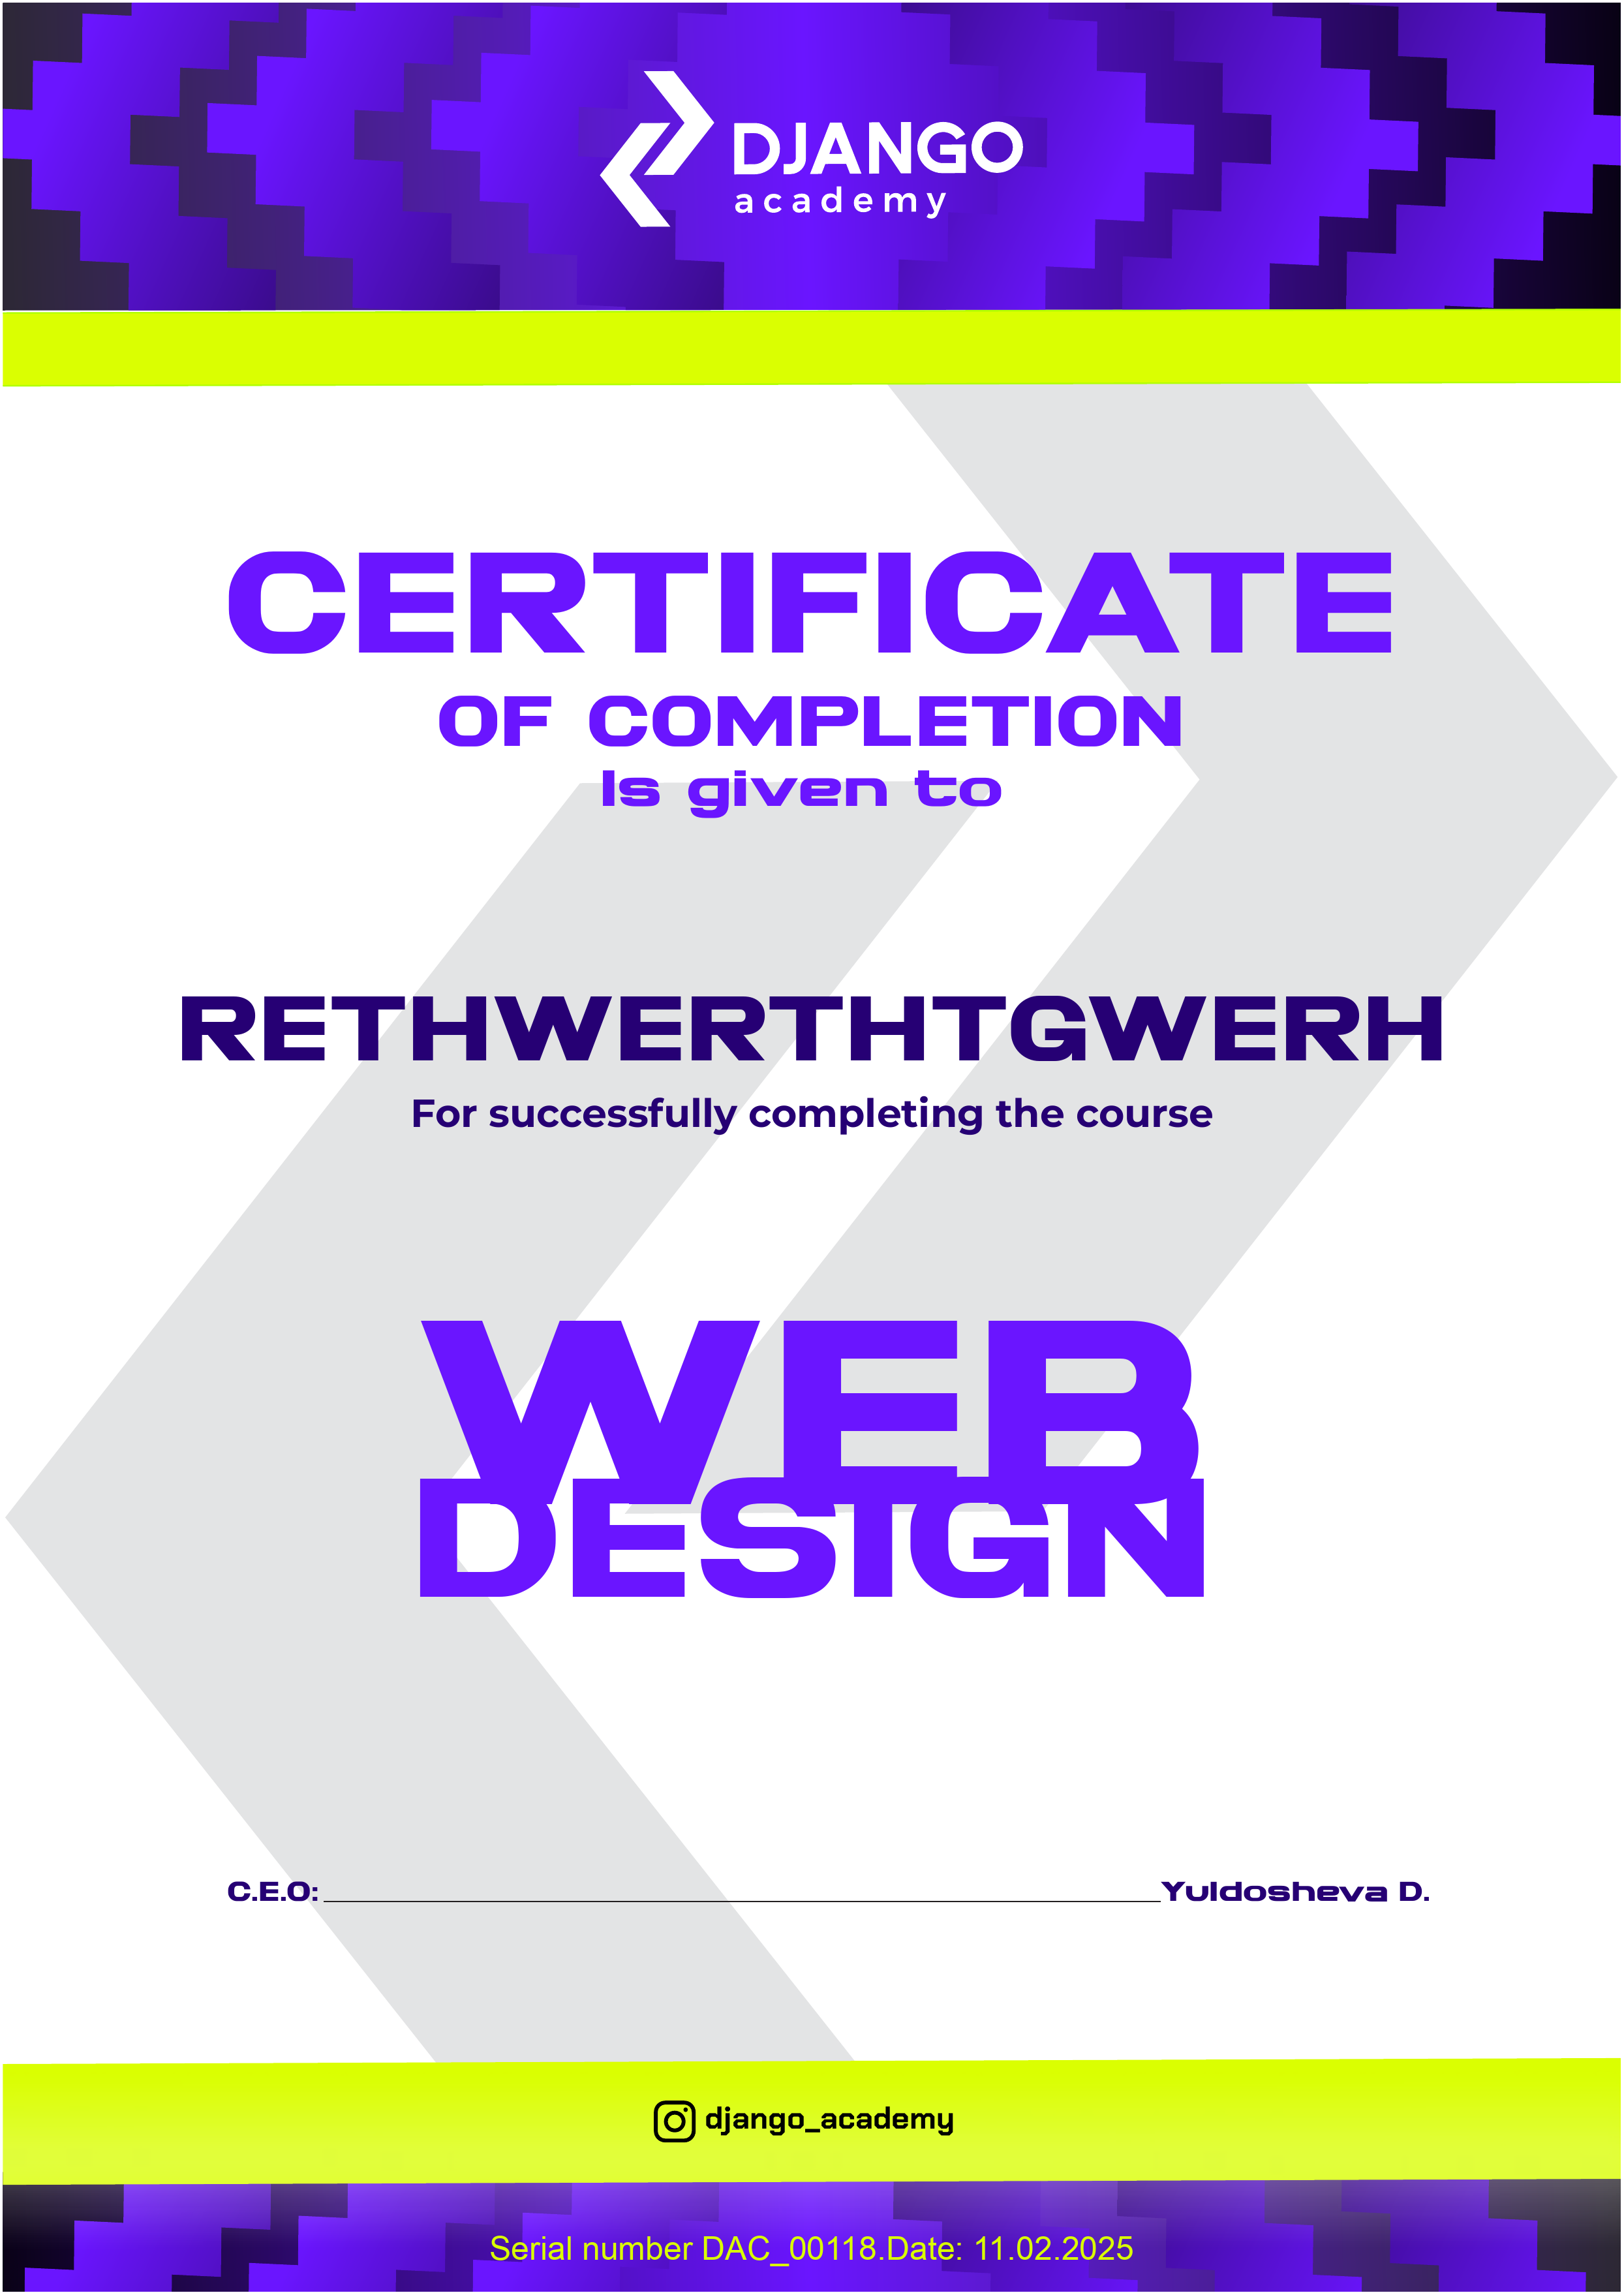 DJANGO
academy
CERTIFICATE
OF COMPLETION
Is given to
RETHWERTHTGWERH
For successfully completing the course
WEB
DESIGN
C.E.O: Yuldosheva D.
django_academy
Serial number DAC_00118.Date: 11.02.2025